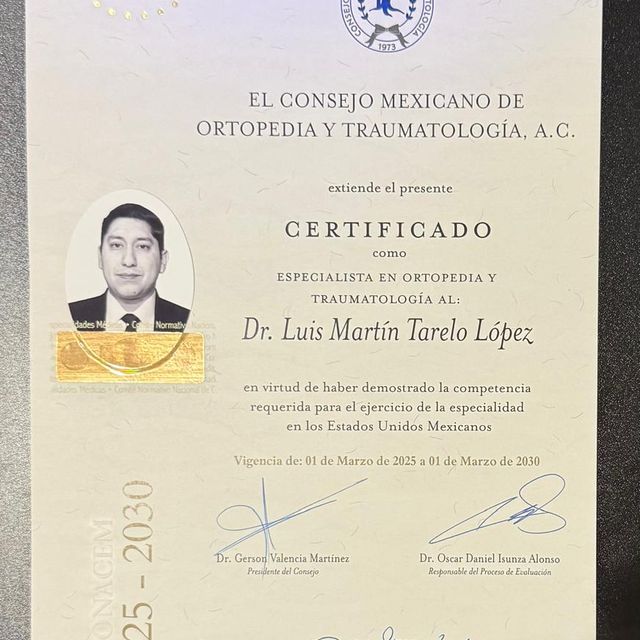 1973
EL CONSEJO MEXICANO DE
ORTOPEDIA Y TRAUMATOLOGÍA, A.C.
extiende el presente
CERTIFICADO
como
ESPECIALISTA EN ORTOPEDIA Y
TRAUMATOLOGÍA AL:
Dr. Luis Martín Tarelo López
en virtud de haber demostrado la competencia
requerida para el ejercicio de la especialidad
en los Estados Unidos Mexicanos
Vigencia de: 01 de Marzo de 2025 a 01 de Marzo de 2030
Dr. Gerson Valencia Martínez
Presidente del Consejo
Dr. Oscar Daniel Isunza Alonso
Responsable del Proceso de Evaluación
ONACEM
25 - 2030